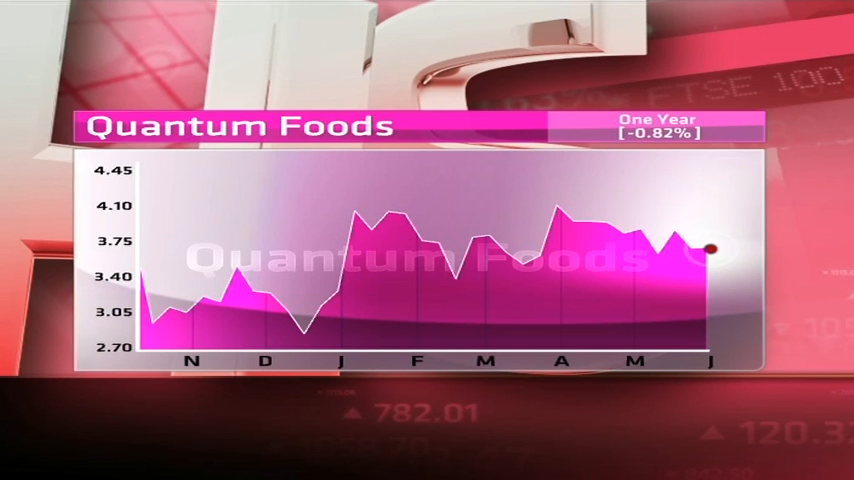 FTSE 100
Quantum Foods
One Year
[-0.82%]
4.45
4.10
3.75
3.40
3.05
2.70
Quantum Foods
N D J F M A M J
782.01
120.3